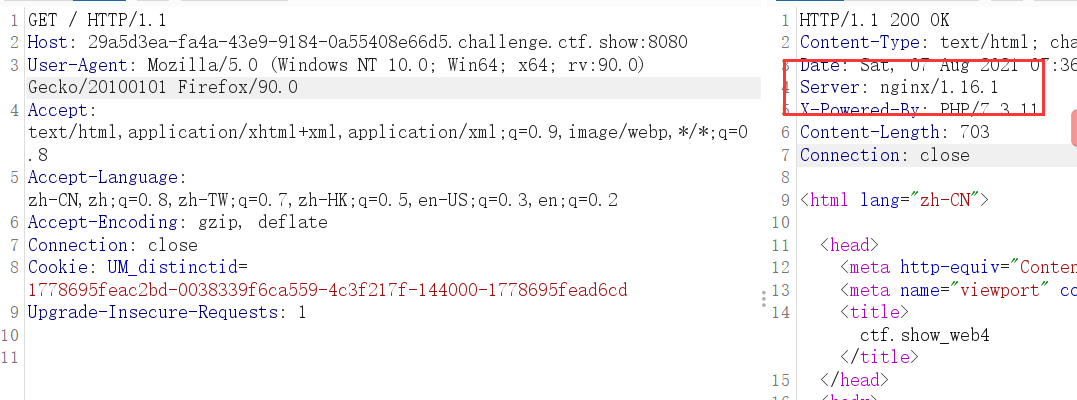 1 GET / HTTP/1.1
2 Host: 29a5d3ea-fa4a-43e9-9184-0a55408e66d5.challenge.ctf.show:8080
3 User-Agent: Mozilla/5.0 (Windows NT 10.0; Win64; x64; rv:90.0)
Gecko/20100101 Firefox/90.0
4 Accept:
text/html,application/xhtml+xml,application/xml;q=0.9,image/webp,*/*;q=0
.8
5 Accept-Language:
zh-CN,zh;q=0.8,zh-TW;q=0.7,zh-HK;q=0.5,en-US;q=0.3,en;q=0.2
6 Accept-Encoding: gzip, deflate
7 Connection: close
8 Cookie: UM_distinctid=
1778695feac2bd-0038339f6ca559-4c3f217f-144000-1778695fead6cd
9 Upgrade-Insecure-Requests: 1
10
11
1 HTTP/1.1 200 OK
2 Content-Type: text/html; cha
3 Date: Sat, 07 Aug 2021 07:36
4 Server: nginx/1.16.1
5 X-Powered-By: PHP/7.3.11
6 Content-Length: 703
7 Connection: close
8
9 <html lang="zh-CN">
10
11 <head>
12 <meta http-equiv="Conten
13 <meta name="viewport" co
14 <title>
ctf.show_web4
</title>
15 </head>
16 <body>